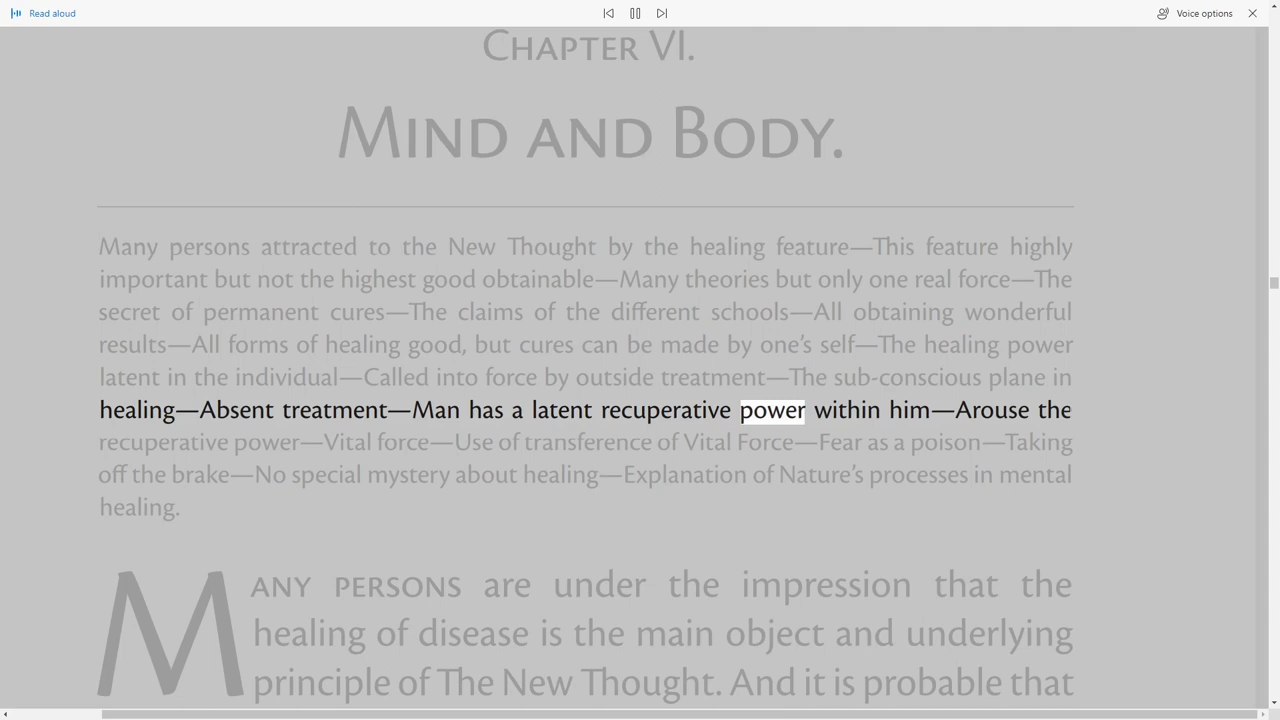 Read aloud
Voice options
CHAPTER VI.
MIND AND BODY.
Many persons attracted to the New Thought by the healing feature—This feature highly
important but not the highest good obtainable—Many theories but only one real force—The
secret of permanent cures—The claims of the different schools—All obtaining wonderful
results—All forms of healing good, but cures can be made by one's self—The healing power
latent in the individual—Called into force by outside treatment—The sub-conscious plane in
healing—Absent treatment—Man has a latent recuperative power within him—Arouse the
recuperative power—Vital force—Use of transference of Vital Force—Fear as a poison—Taking
off the brake—No special mystery about healing—Explanation of Nature's processes in mental
healing.
MANY PERSONS are under the impression that the
healing of disease is the main object and underlying
principle of The New Thought. And it is probable that